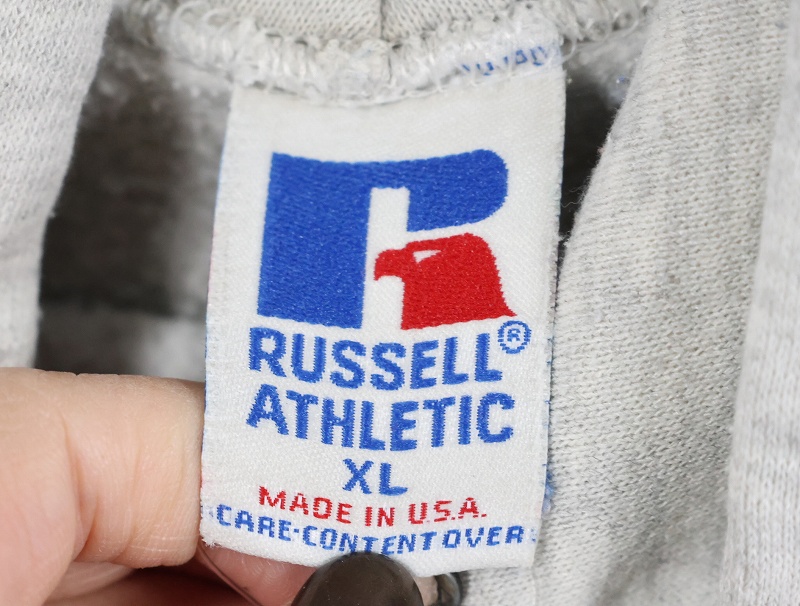 RUSSELL®
ATHLETIC
XL
MADE IN U.S.A.
CARE-CONTENT OVER